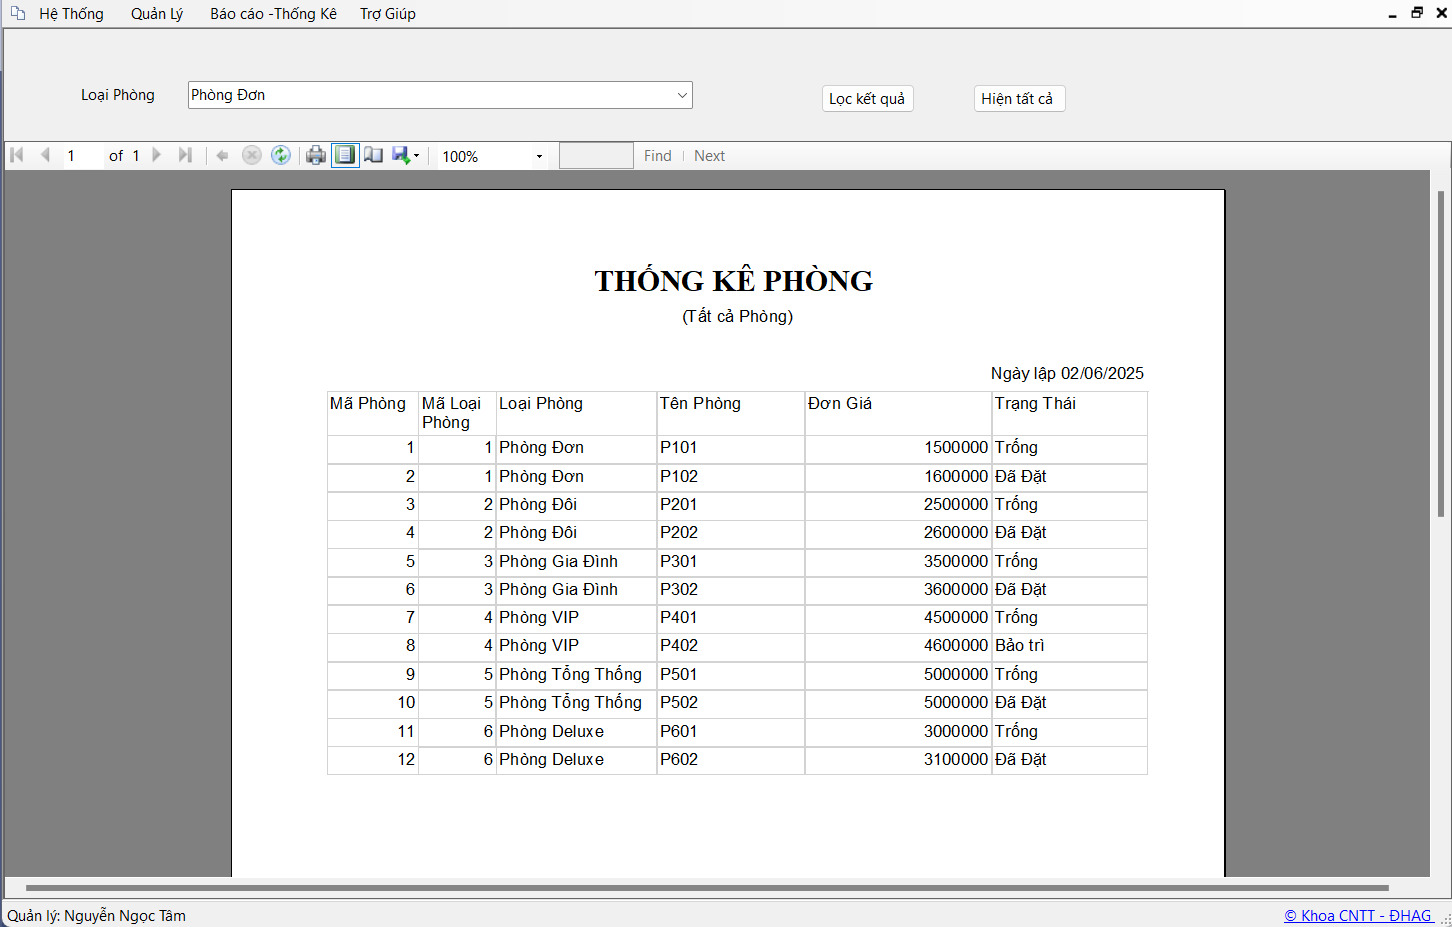 Hệ Thống Quản Lý Báo cáo -Thống Kê Trợ Giúp
Loại Phòng Phòng Đơn Lọc kết quả Hiện tất cả
1 of 1 100% Find Next
THỐNG KÊ PHÒNG
(Tất cả Phòng)
Ngày lập 02/06/2025
Mã Phòng Mã Loại Phòng Loại Phòng Tên Phòng Đơn Giá Trạng Thái
1 1 Phòng Đơn P101 1500000 Trống
2 1 Phòng Đơn P102 1600000 Đã Đặt
3 2 Phòng Đôi P201 2500000 Trống
4 2 Phòng Đôi P202 2600000 Đã Đặt
5 3 Phòng Gia Đình P301 3500000 Trống
6 3 Phòng Gia Đình P302 3600000 Đã Đặt
7 4 Phòng VIP P401 4500000 Trống
8 4 Phòng VIP P402 4600000 Bảo trì
9 5 Phòng Tổng Thống P501 5000000 Trống
10 5 Phòng Tổng Thống P502 5000000 Đã Đặt
11 6 Phòng Deluxe P601 3000000 Trống
12 6 Phòng Deluxe P602 3100000 Đã Đặt
Quản lý: Nguyễn Ngọc Tâm © Khoa CNTT - ĐHAG